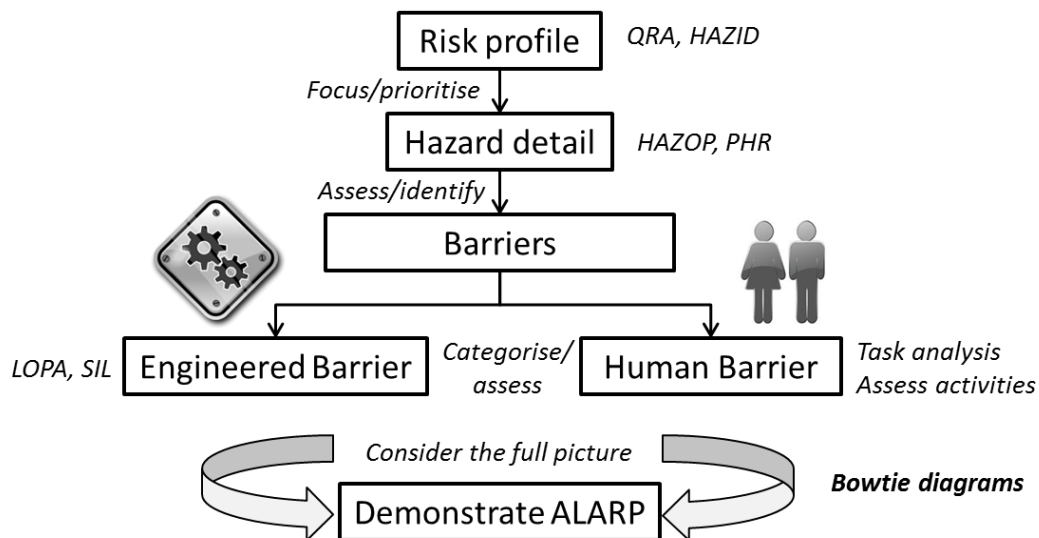 Risk profile
QRA, HAZID
Focus/prioritise
Hazard detail
HAZOP, PHR
Assess/identify
Barriers
LOPA, SIL
Engineered Barrier
Categorise/
assess
Human Barrier
Task analysis
Assess activities
Consider the full picture
Bowtie diagrams
Demonstrate ALARP